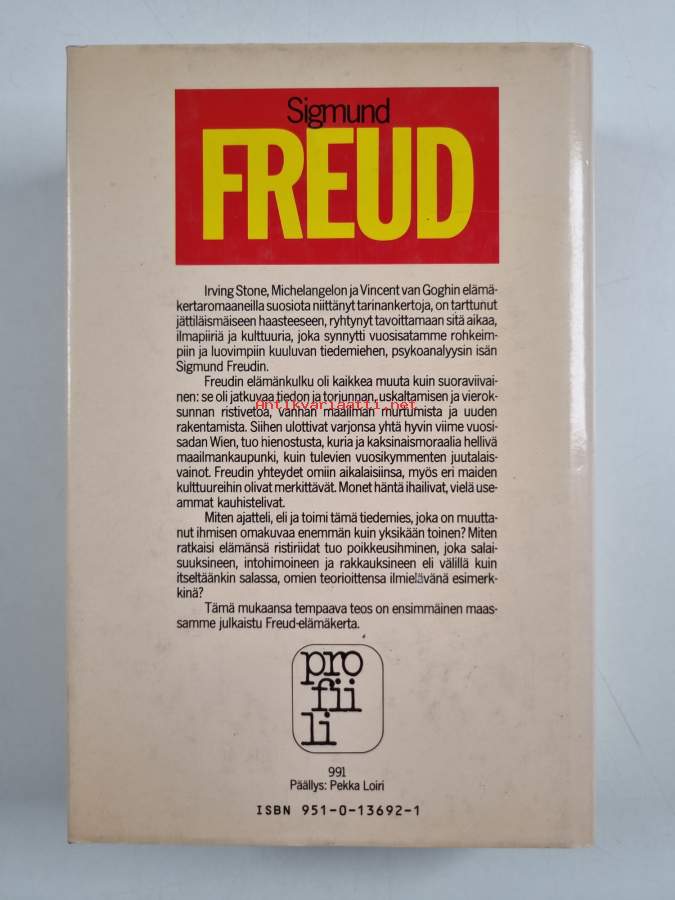 Sigmund
FREUD
Irving Stone, Michelangelon ja Vincent van Goghin elämä-
kertaromaaneilla suosiota niittänyt tarinankertoja, on tarttunut
jättiläismäiseen haasteeseen, ryhtynyt tavoittamaan sitä aikaa,
ilmapiiriä ja kulttuuria, joka synnytti vuosisatamme rohkeim-
piin ja luovimpiin kuuluvan tiedemiehen, psykoanalyysin isän
Sigmund Freudin.
Freudin elämänkulku oli kaikkea muuta kuin suoraviivai-
nen: se oli jatkuvaa tiedon ja torjunnan, uskaltamisen ja vierok-
sunnan ristivetoa, vanhan maailman murtumista ja uuden
Antikvariaatti.net
rakentamista. Siihen ulottivat varjonsa yhtä hyvin viime vuosi-
sadan Wien, tuo hienostusta, kuria ja kaksinaismoraalia hellivä
maailmankaupunki, kuin tulevien vuosikymmenten juutalais-
vainot. Freudin yhteydet omiin aikalaisiinsa, myös eri maiden
kulttuureihin olivat merkittävät. Monet häntä ihailivat, vielä use-
ammat kauhistelivat.
Miten ajatteli, eli ja toimi tämä tiedemies, joka on muutta-
nut ihmisen omakuvaa enemmän kuin yksikään toinen? Miten
ratkaisi elämänsä ristiriidat tuo poikkeusihminen, joka salai-
suuksineen, intohimoineen ja rakkauksineen eli välillä kuin
itseltäänkin salassa, omien teorioittensa ilmielävänä esimerk-
kinä?
Tämä mukaansa tempaava teos on ensimmäinen maas-
samme julkaistu Freud-elämäkerta.
pro
fii
li
991
Päällys: Pekka Loiri
ISBN 951-0-13692-1